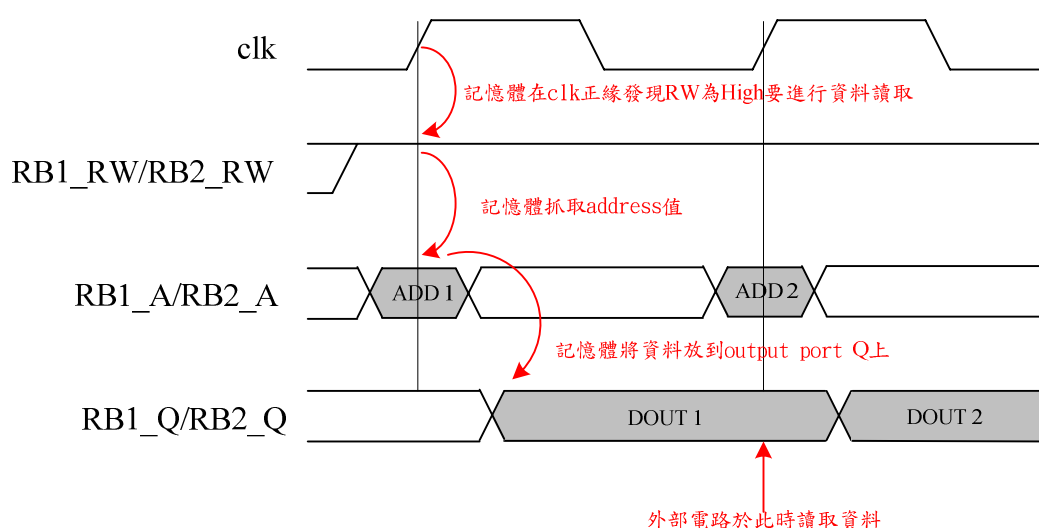 clk
記憶體在clk正緣發現RW為High要進行資料讀取
RB1_RW/RB2_RW
記憶體抓取address值
RB1_A/RB2_A
ADD 1
ADD 2
記憶體將資料放到output port Q上
RB1_Q/RB2_Q
DOUT 1
DOUT 2
外部電路於此時讀取資料